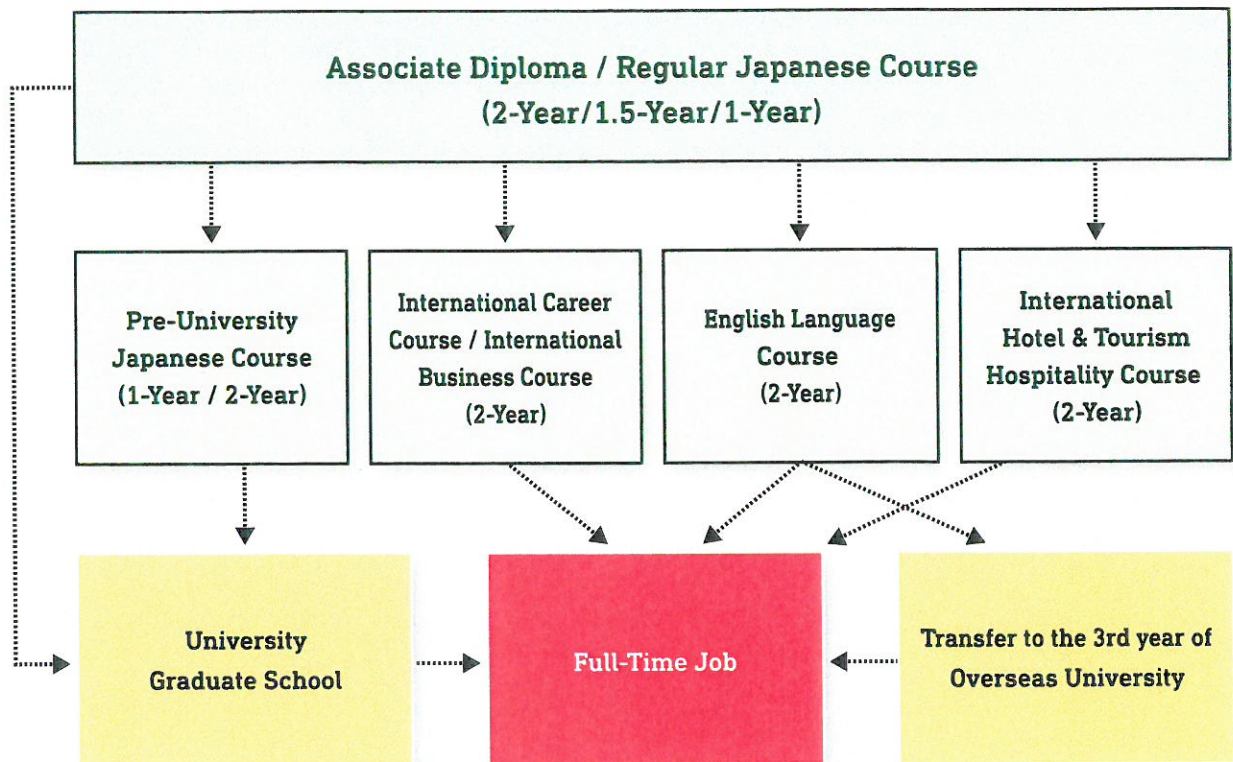 Associate Diploma / Regular Japanese Course
(2-Year/1.5-Year/1-Year)
Pre-University
Japanese Course
(1-Year / 2-Year)
International Career
Course / International
Business Course
(2-Year)
English Language
Course
(2-Year)
International
Hotel & Tourism
Hospitality Course
(2-Year)
University
Graduate School
Full-Time Job
Transfer to the 3rd year of
Overseas University